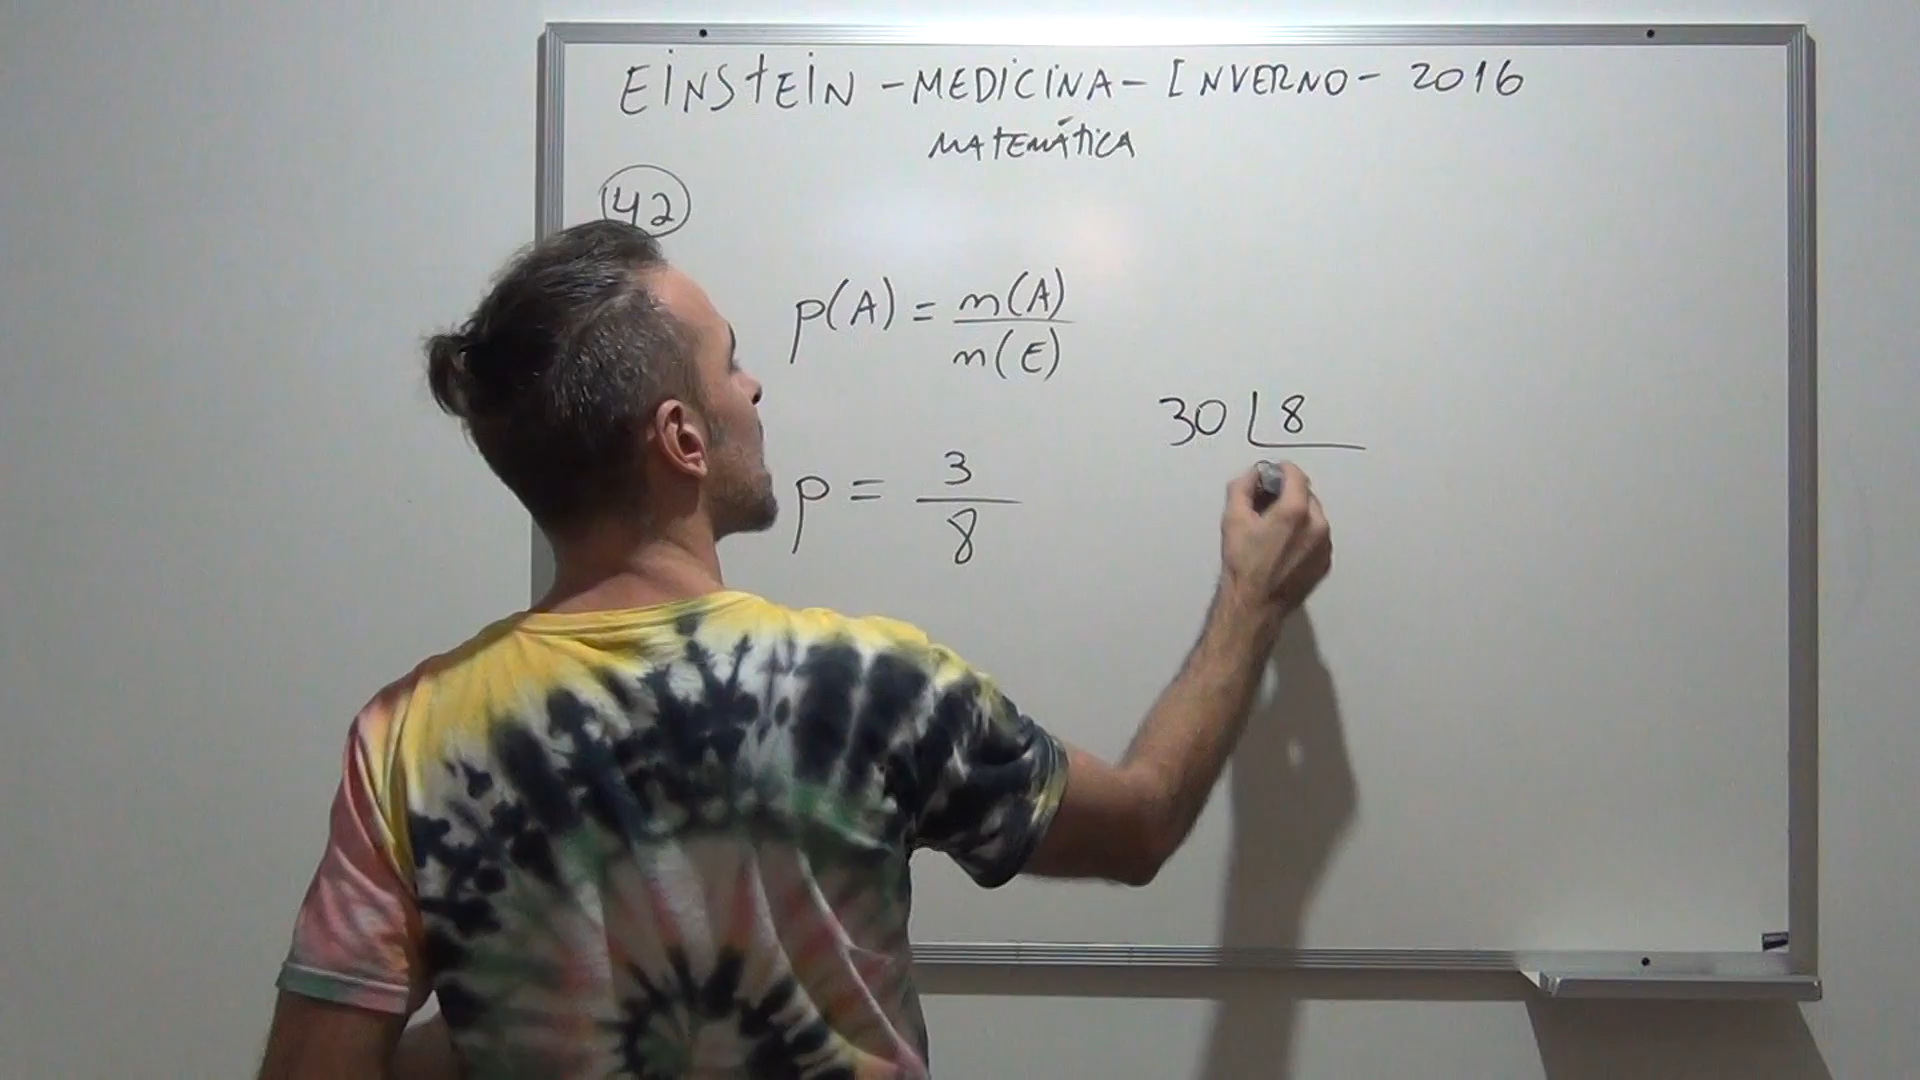 EINSTEIN - MEDICINA - INVERNO - 2016
MATEMÁTICA
42
p(A) = n(A)
n(E)
30 8
p = 3
8